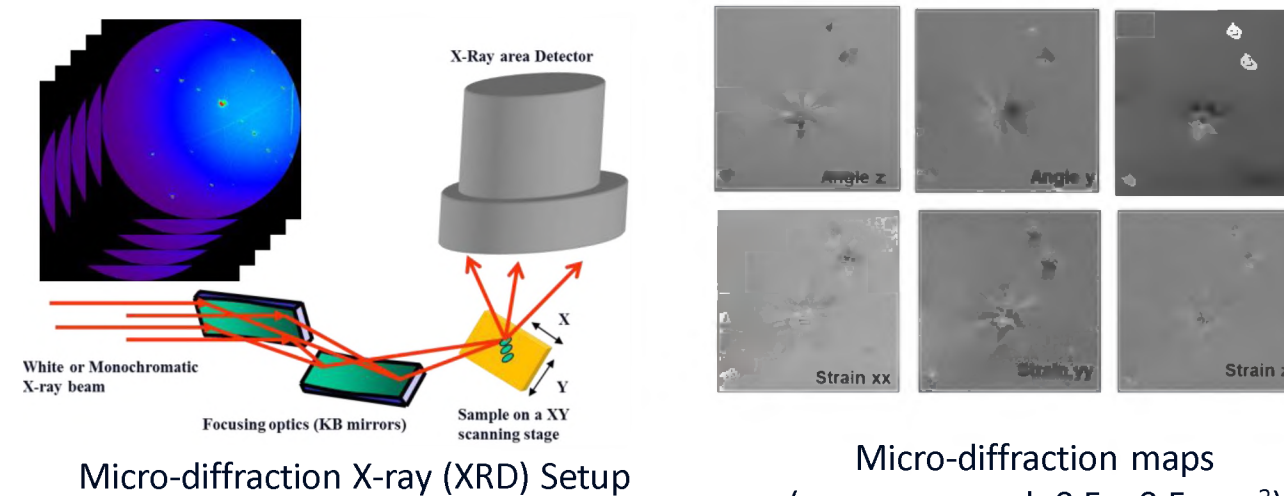 X-Ray area Detector
X
White or Monochromatic
X-ray beam
Y
Focusing optics (KB mirrors)
Sample on a XY
scanning stage
Micro-diffraction X-ray (XRD) Setup
Angle z
Angle y
Strain xx
Strain yy
Strain
Micro-diffraction maps